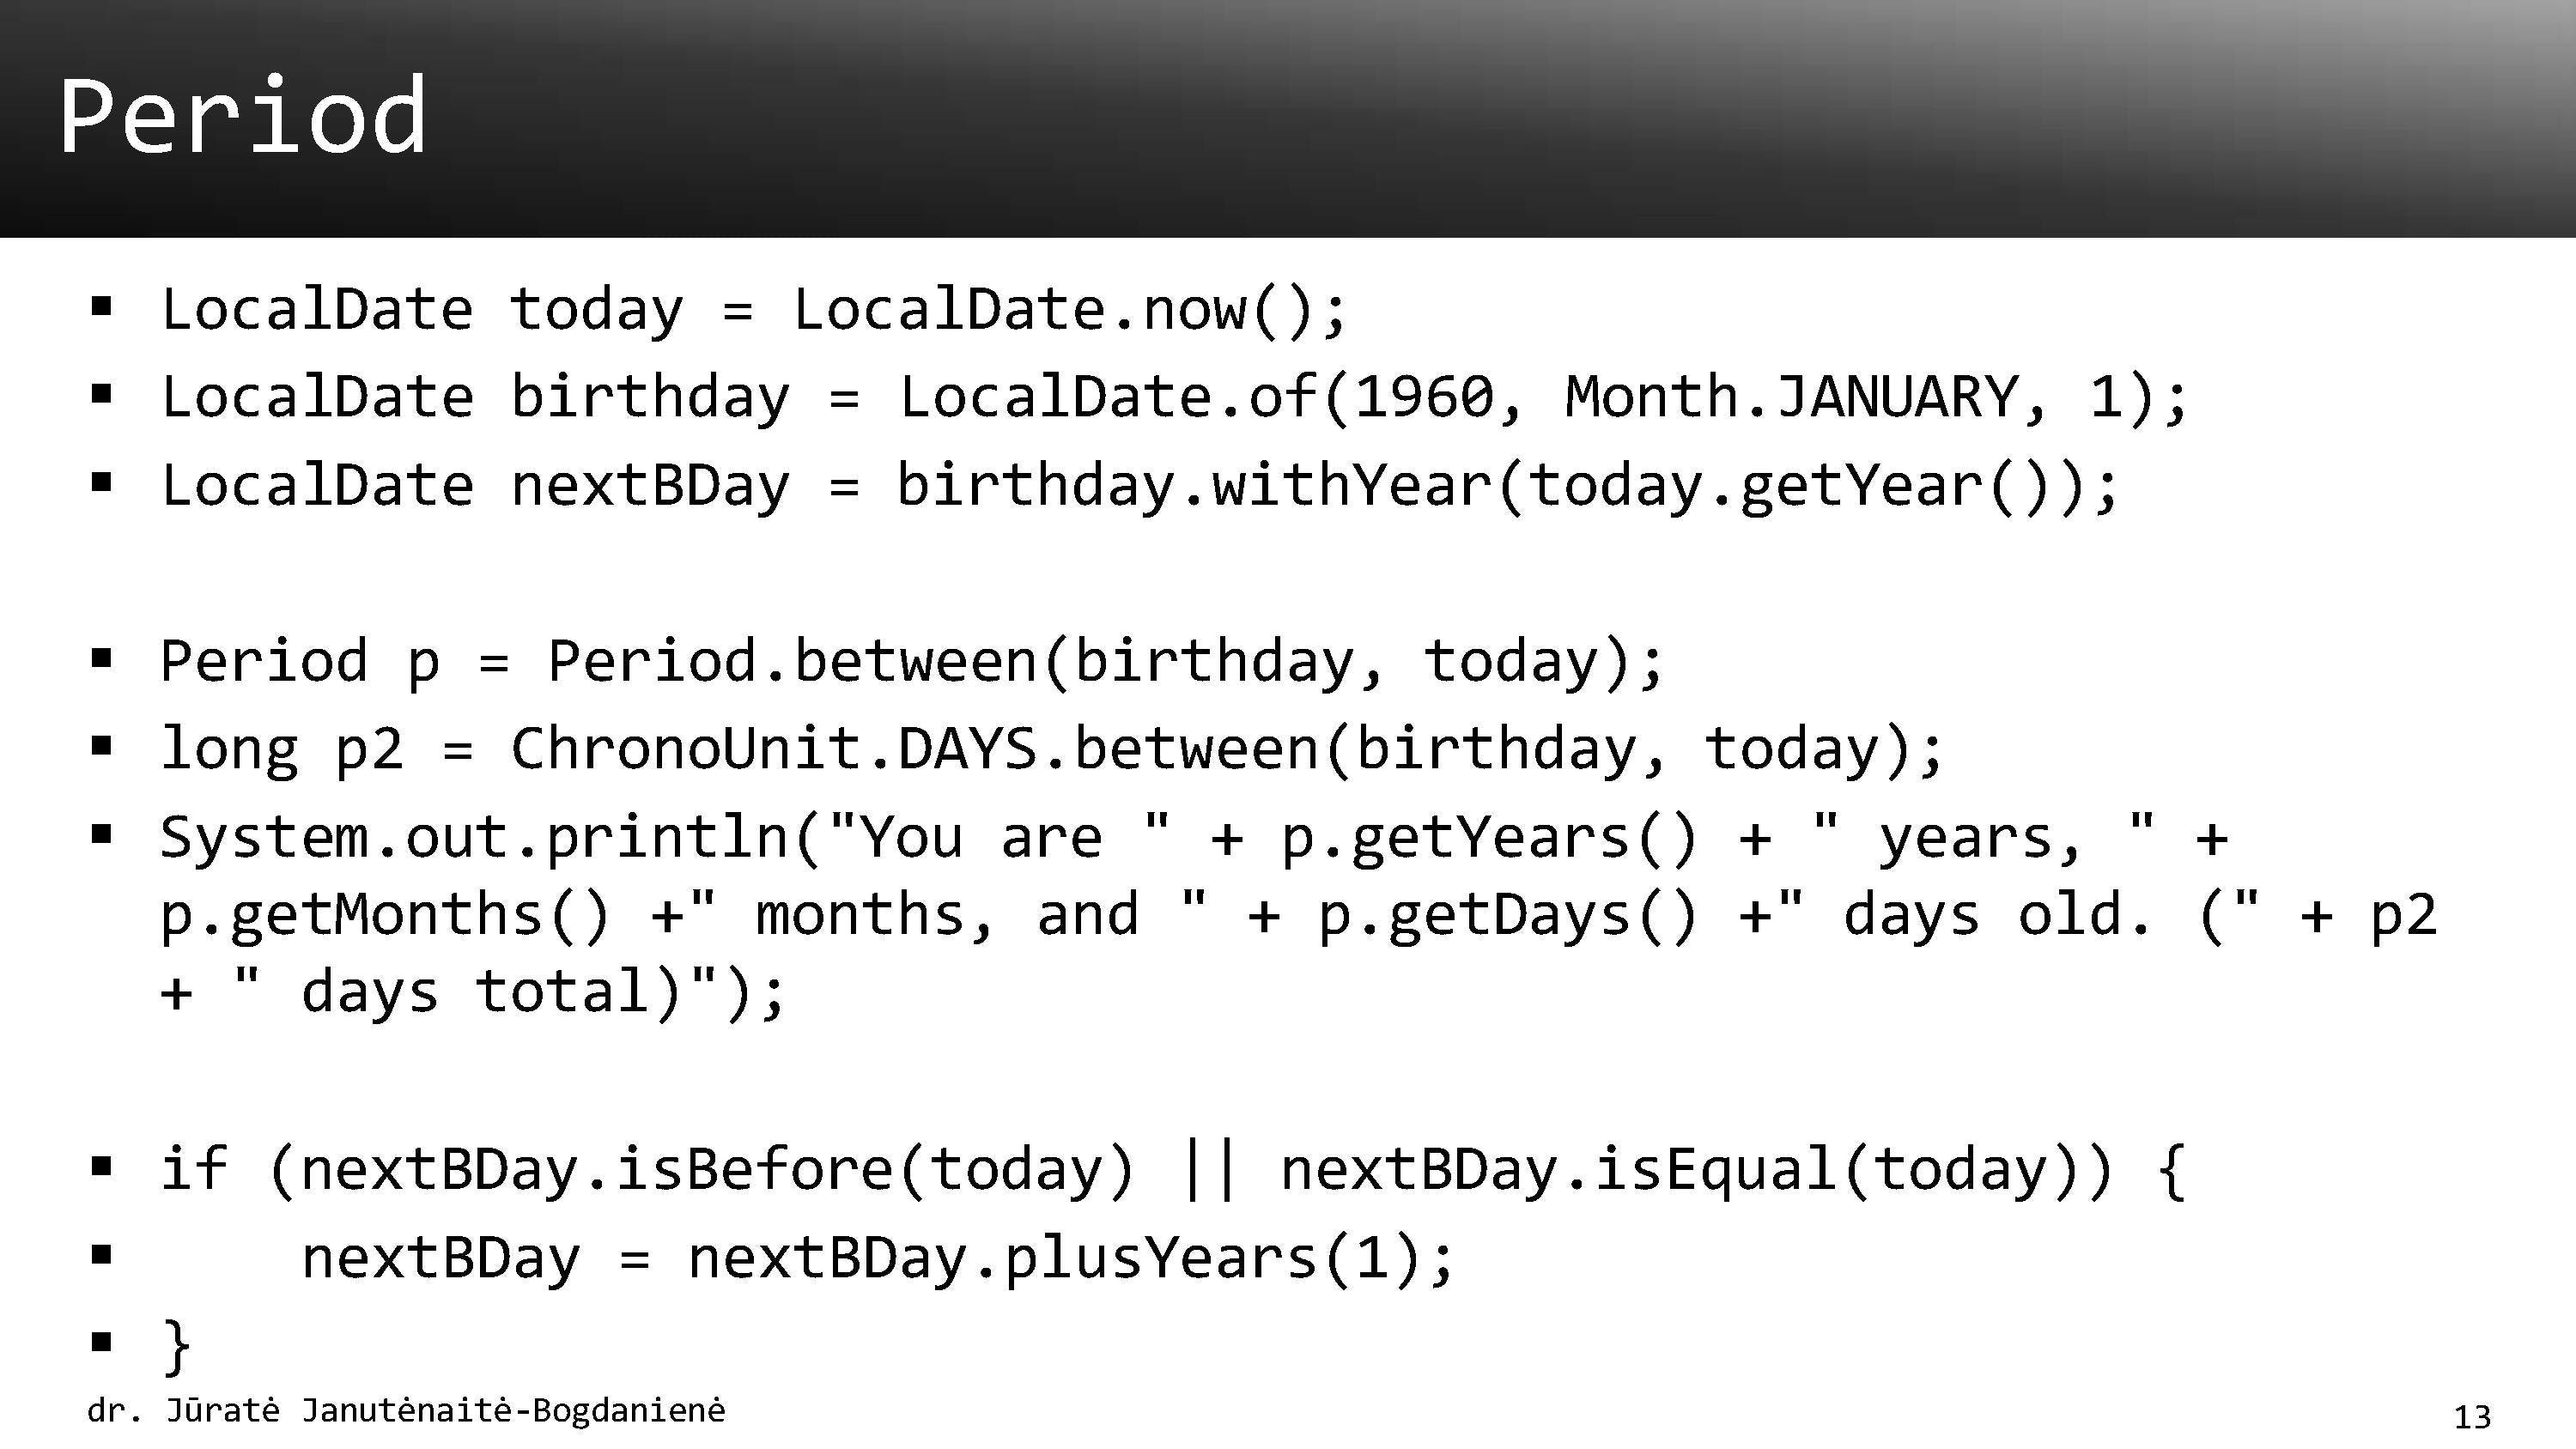 Period
▪ LocalDate today = LocalDate.now();
▪ LocalDate birthday = LocalDate.of(1960, Month.JANUARY, 1);
▪ LocalDate nextBDay = birthday.withYear(today.getYear());
▪ Period p = Period.between(birthday, today);
▪ long p2 = ChronoUnit.DAYS.between(birthday, today);
▪ System.out.println("You are " + p.getYears() + " years, " +
p.getMonths() +" months, and " + p.getDays() +" days old. (" + p2
+ " days total)");
▪ if (nextBDay.isBefore(today) || nextBDay.isEqual(today)) {
▪     nextBDay = nextBDay.plusYears(1);
▪ }
dr. Jūratė Janutėnaitė-Bogdanienė
13